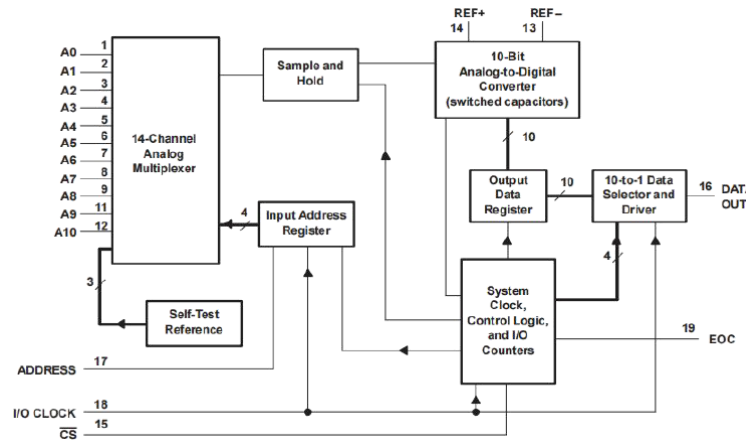 REF+ REF–
14 13
A0 1
A1 2
A2 3
A3 4
A4 5
A5 6
A6 7
A7 8
A8 9
A9 11
A10 12
14-Channel
Analog
Multiplexer
Sample and
Hold
10-Bit
Analog-to-Digital
Converter
(switched capacitors)
10
Output
Data
Register
10
10-to-1 Data
Selector and
Driver
16 DATA
OUT
4
Input Address
Register
4
3
Self-Test
Reference
System
Clock,
Control Logic,
and I/O
Counters
19
EOC
ADDRESS 17
I/O CLOCK 18
CS 15